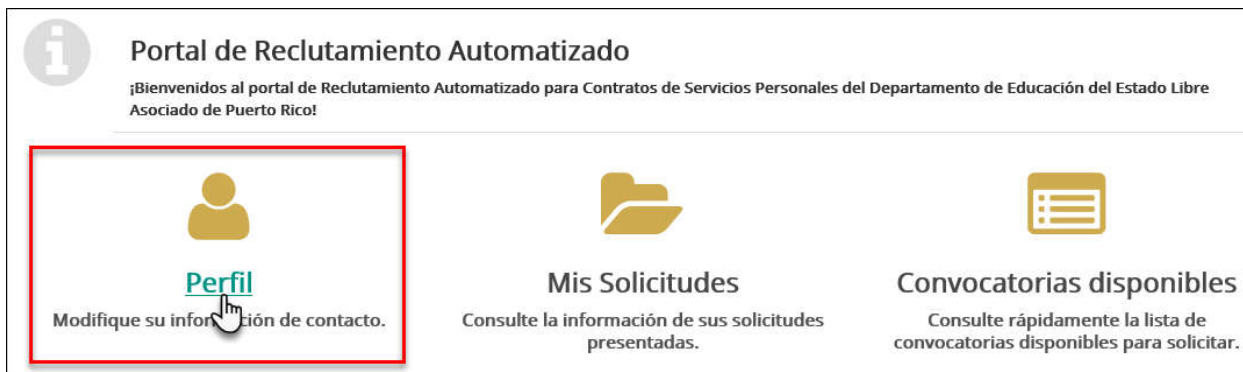 Portal de Reclutamiento Automatizado
¡Bienvenidos al portal de Reclutamiento Automatizado para Contratos de Servicios Personales del Departamento de Educación del Estado Libre
Asociado de Puerto Rico!
Perfil
Modifique su información de contacto.
Mis Solicitudes
Consulte la información de sus solicitudes
presentadas.
Convocatorias disponibles
Consulte rápidamente la lista de
convocatorias disponibles para solicitar.